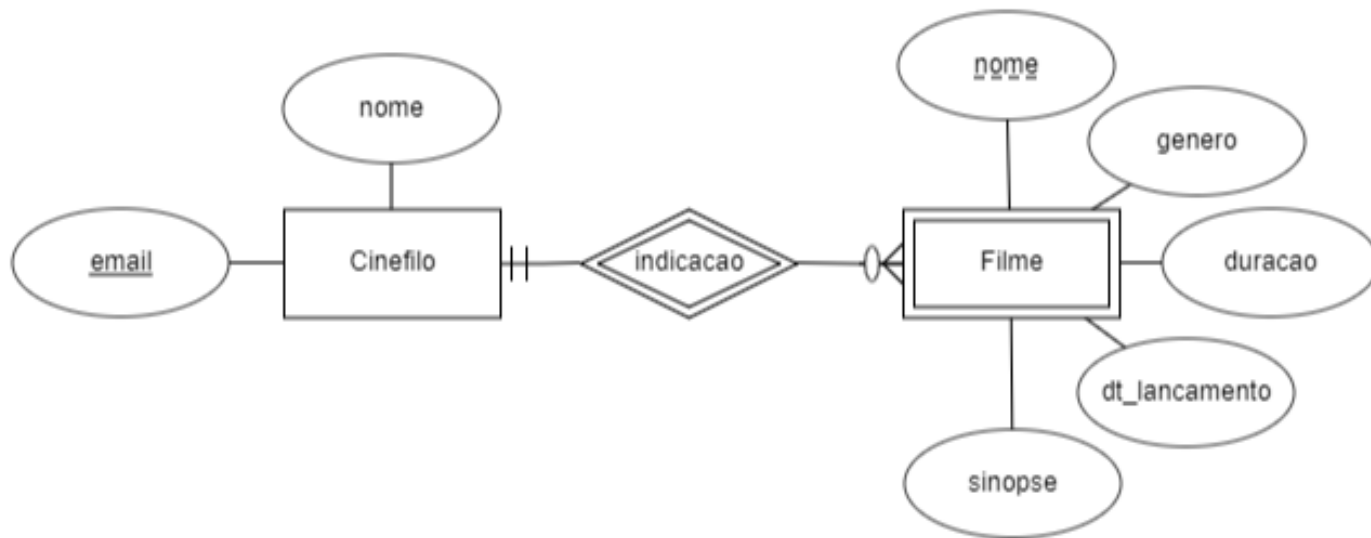 nome
nome
genero
email
Cinefilo
indicacao
Filme
duracao
dt_lancamento
sinopse